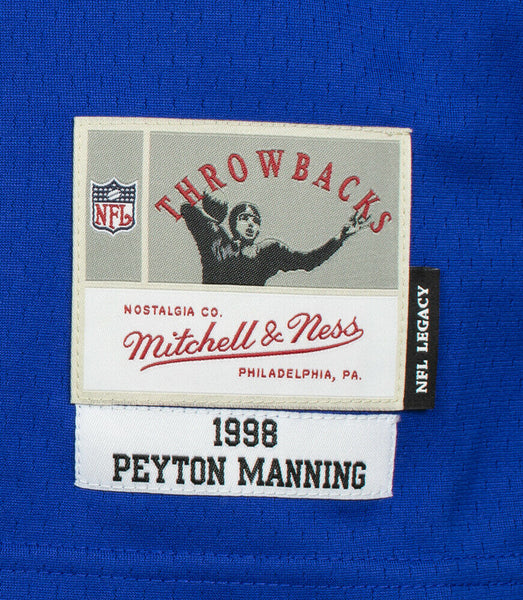 THROWBACKS
NFL
NOSTALGIA CO.
Mitchell & Ness
PHILADELPHIA, PA.
NFL LEGACY
1998
PEYTON MANNING